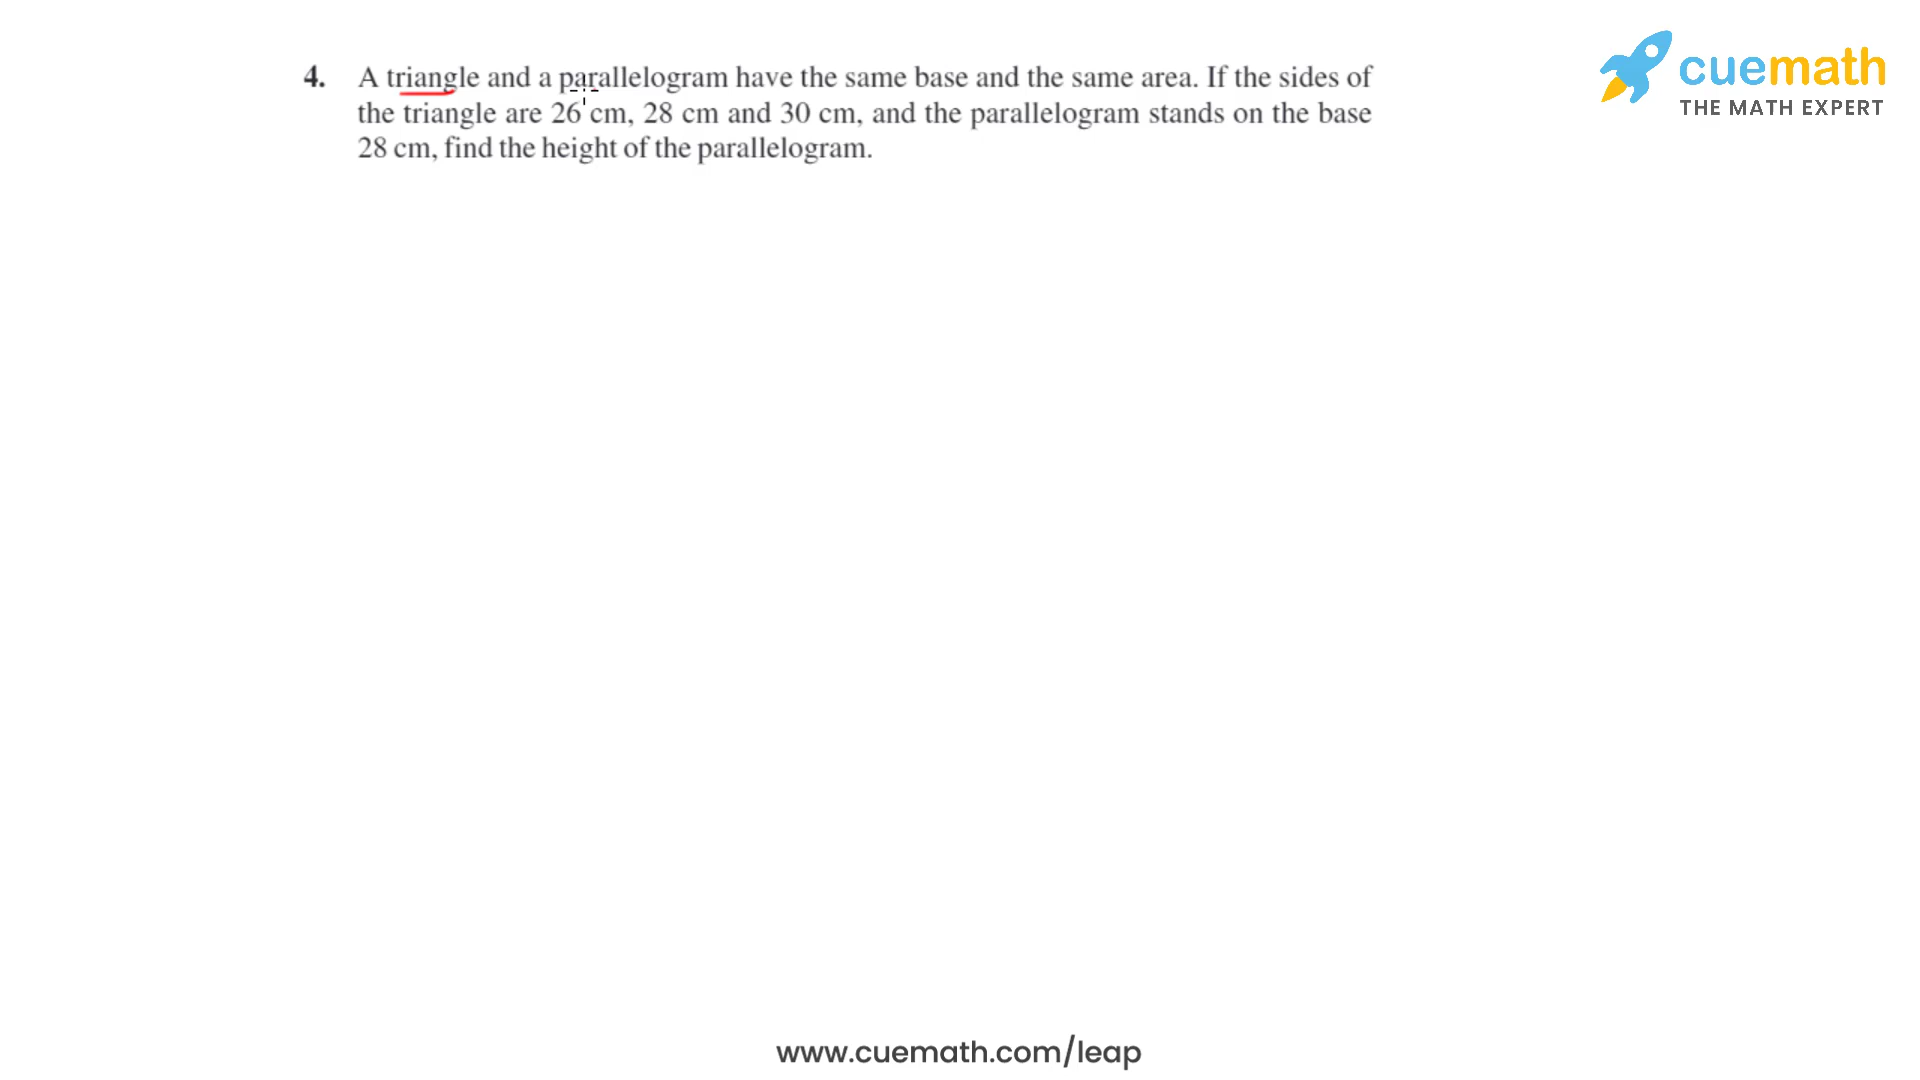 4. A triangle and a parallelogram have the same base and the same area. If the sides of
the triangle are 26 cm, 28 cm and 30 cm, and the parallelogram stands on the base
28 cm, find the height of the parallelogram.
cuemath
THE MATH EXPERT
www.cuemath.com/leap